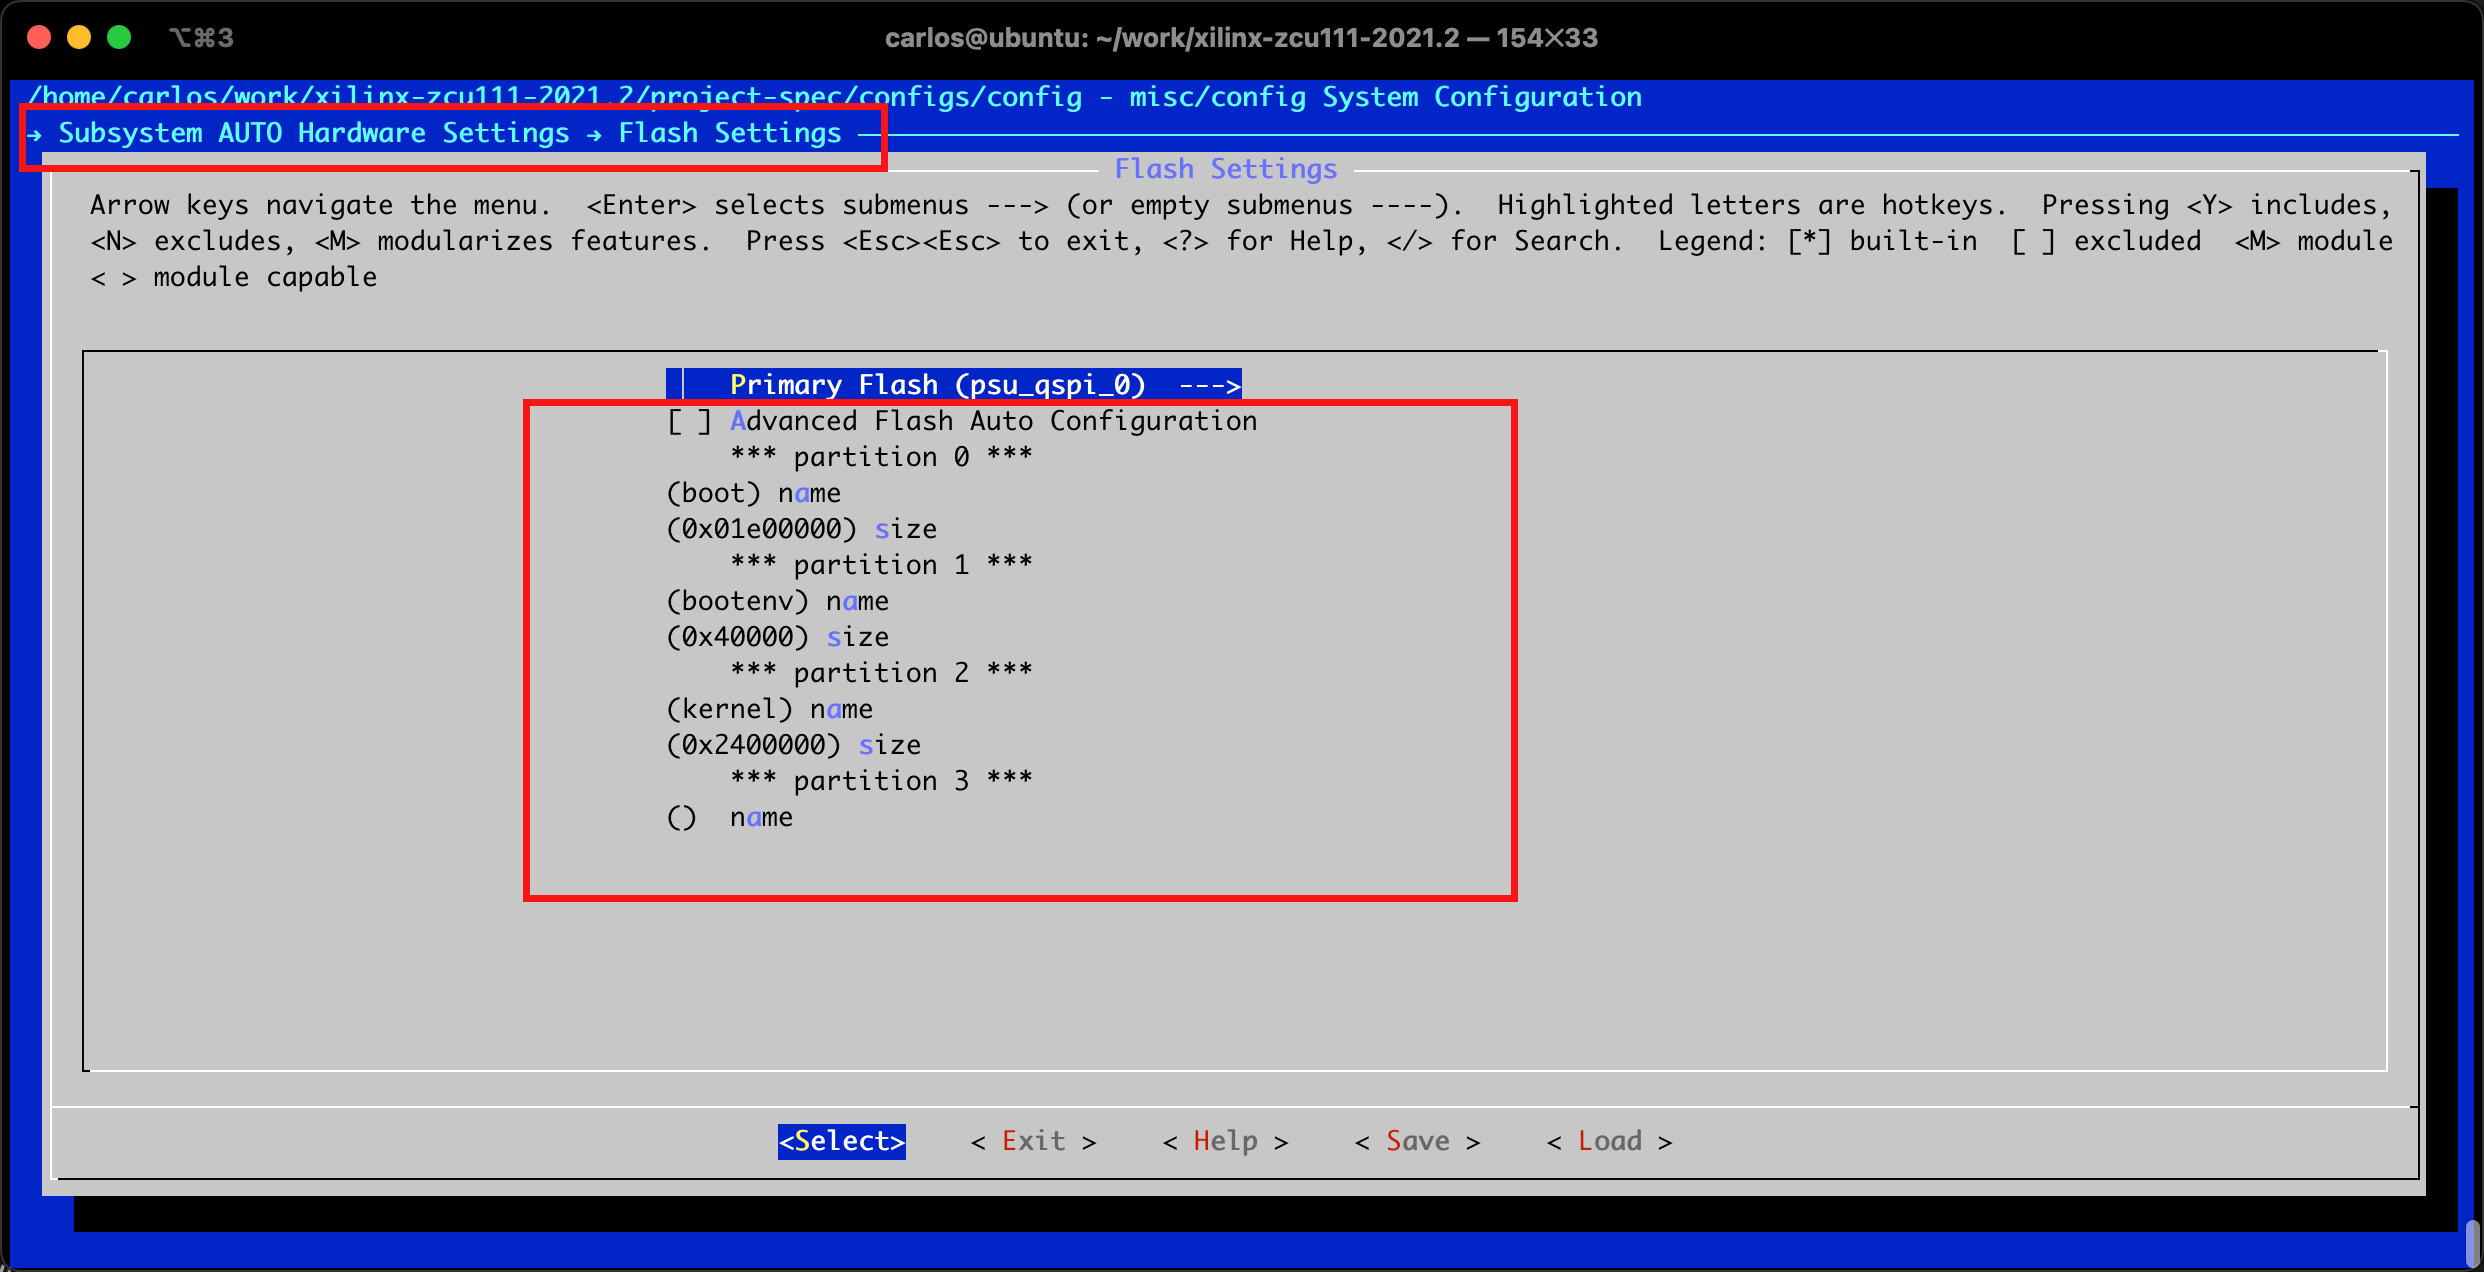 ⌥⌘3
carlos@ubuntu: ~/work/xilinx-zcu111-2021.2 — 154×33
/home/carlos/work/xilinx-zcu111-2021.2/project-spec/configs/config - misc/config System Configuration
→ Subsystem AUTO Hardware Settings → Flash Settings
Flash Settings
Arrow keys navigate the menu.  <Enter> selects submenus ---> (or empty submenus ----).  Highlighted letters are hotkeys.  Pressing <Y> includes,
<N> excludes, <M> modularizes features.  Press <Esc><Esc> to exit, <?> for Help, </> for Search.  Legend: [*] built-in  [ ] excluded  <M> module
< > module capable
Primary Flash (psu_qspi_0)  --->
[ ] Advanced Flash Auto Configuration
*** partition 0 ***
(boot) name
(0x01e00000) size
*** partition 1 ***
(bootenv) name
(0x40000) size
*** partition 2 ***
(kernel) name
(0x2400000) size
*** partition 3 ***
()  name
<Select>    < Exit >    < Help >    < Save >    < Load >